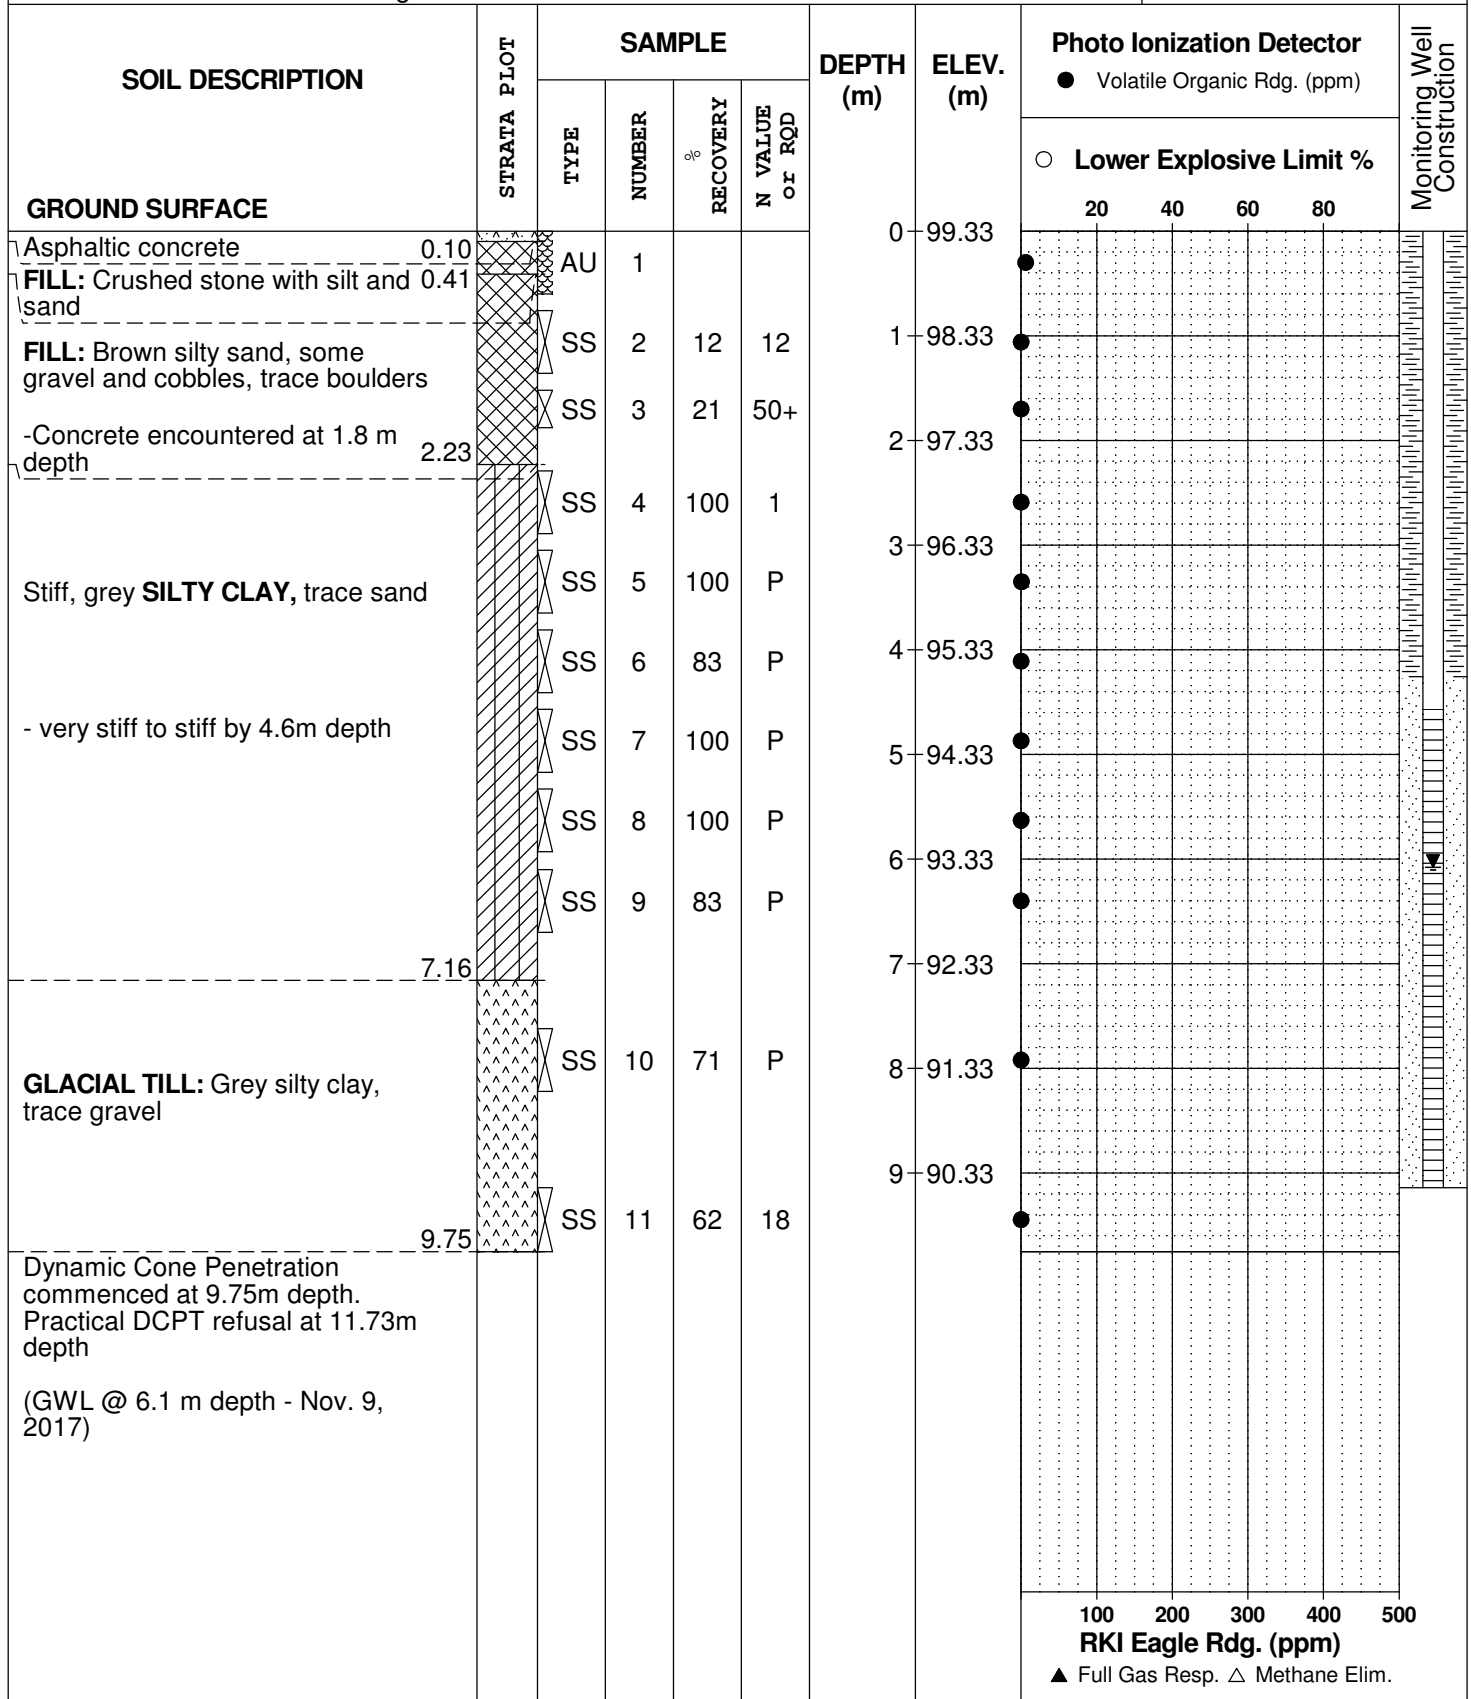 SOIL DESCRIPTION
GROUND SURFACE
STRATA PLOT
SAMPLE
TYPE
NUMBER
%
RECOVERY
N VALUE
or RQD
DEPTH
(m)
ELEV.
(m)
Photo Ionization Detector
● Volatile Organic Rdg. (ppm)
○ Lower Explosive Limit %
20 40 60 80
Monitoring Well
Construction
0 99.33
Asphaltic concrete 0.10
AU 1
FILL: Crushed stone with silt and 0.41
sand
1 98.33
SS 2 12 12
FILL: Brown silty sand, some
gravel and cobbles, trace boulders
SS 3 21 50+
-Concrete encountered at 1.8 m
depth 2.23
2 97.33
SS 4 100 1
3 96.33
Stiff, grey SILTY CLAY, trace sand
SS 5 100 P
4 95.33
SS 6 83 P
- very stiff to stiff by 4.6m depth
SS 7 100 P
5 94.33
SS 8 100 P
6 93.33
SS 9 83 P
7.16
7 92.33
SS 10 71 P
8 91.33
GLACIAL TILL: Grey silty clay,
trace gravel
9 90.33
SS 11 62 18
9.75
Dynamic Cone Penetration
commenced at 9.75m depth.
Practical DCPT refusal at 11.73m
depth
(GWL @ 6.1 m depth - Nov. 9,
2017)
100 200 300 400 500
RKI Eagle Rdg. (ppm)
▲ Full Gas Resp. △ Methane Elim.